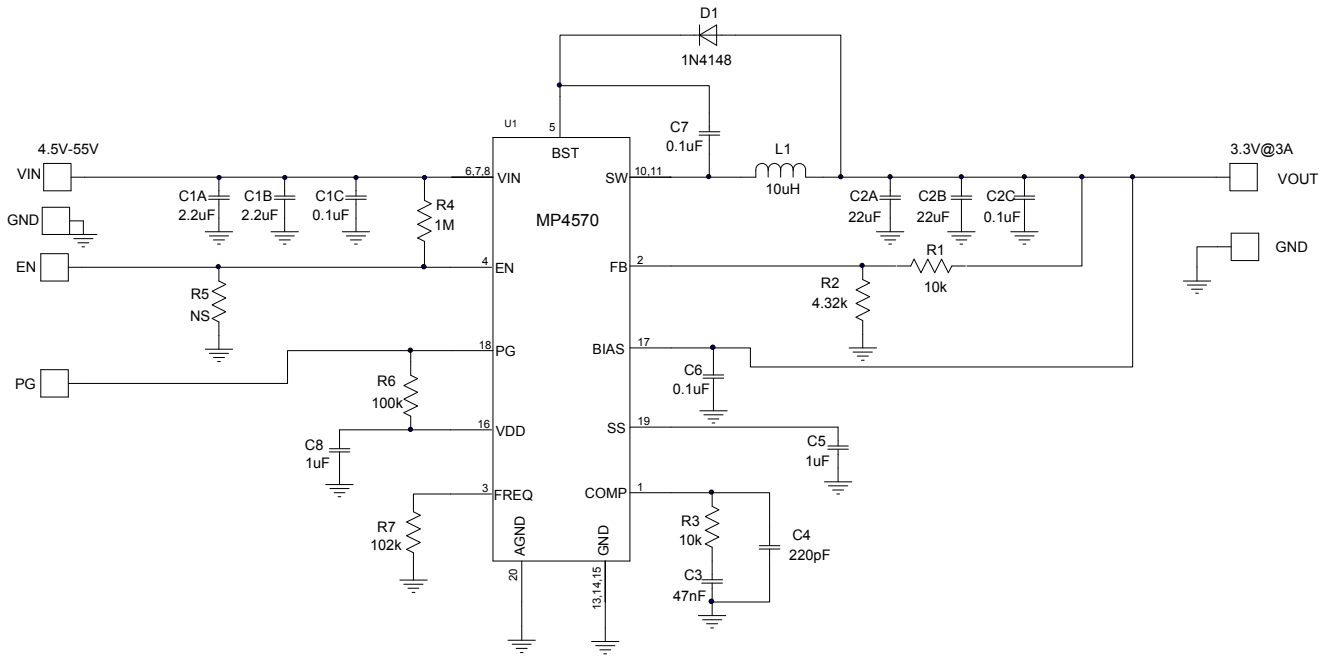 D1
1N4148
U1
5
C7
0.1uF
BST
4.5V-55V
VIN
6,7,8
VIN
SW
10,11
L1
10uH
3.3V@3A
VOUT
C1A
2.2uF
C1B
2.2uF
C1C
0.1uF
R4
1M
MP4570
C2A
22uF
C2B
22uF
C2C
0.1uF
GND
GND
EN
4
EN
FB
2
R1
10k
R2
4.32k
R5
NS
18
PG
BIAS
17
PG
R6
100k
C6
0.1uF
16
VDD
SS
19
C8
1uF
C5
1uF
3
FREQ
COMP
1
R7
102k
AGND
GND
R3
10k
C4
220pF
C3
47nF
20
13,14,15